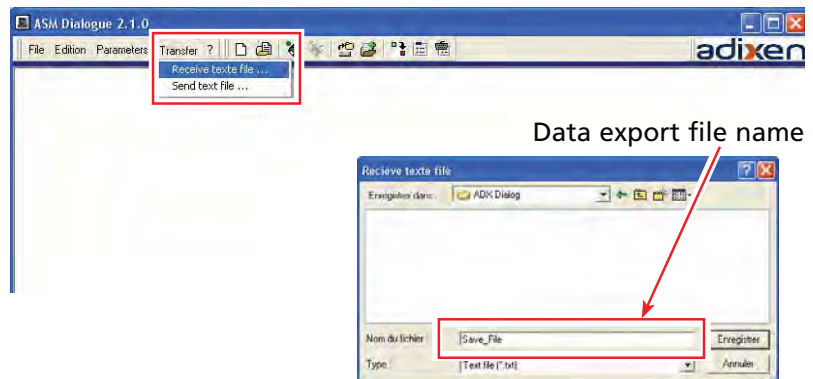 ASM Dialogue 2.1.0
File Edition Parameters Transfer ?
adixen
Receive texte file ...
Send text file ...
Data export file name
Recieve texte file
Enregistrer dans : ADX Dialog
Nom du fichier : Save_File Enregistrer
Type : Text file (*.txt) Annuler